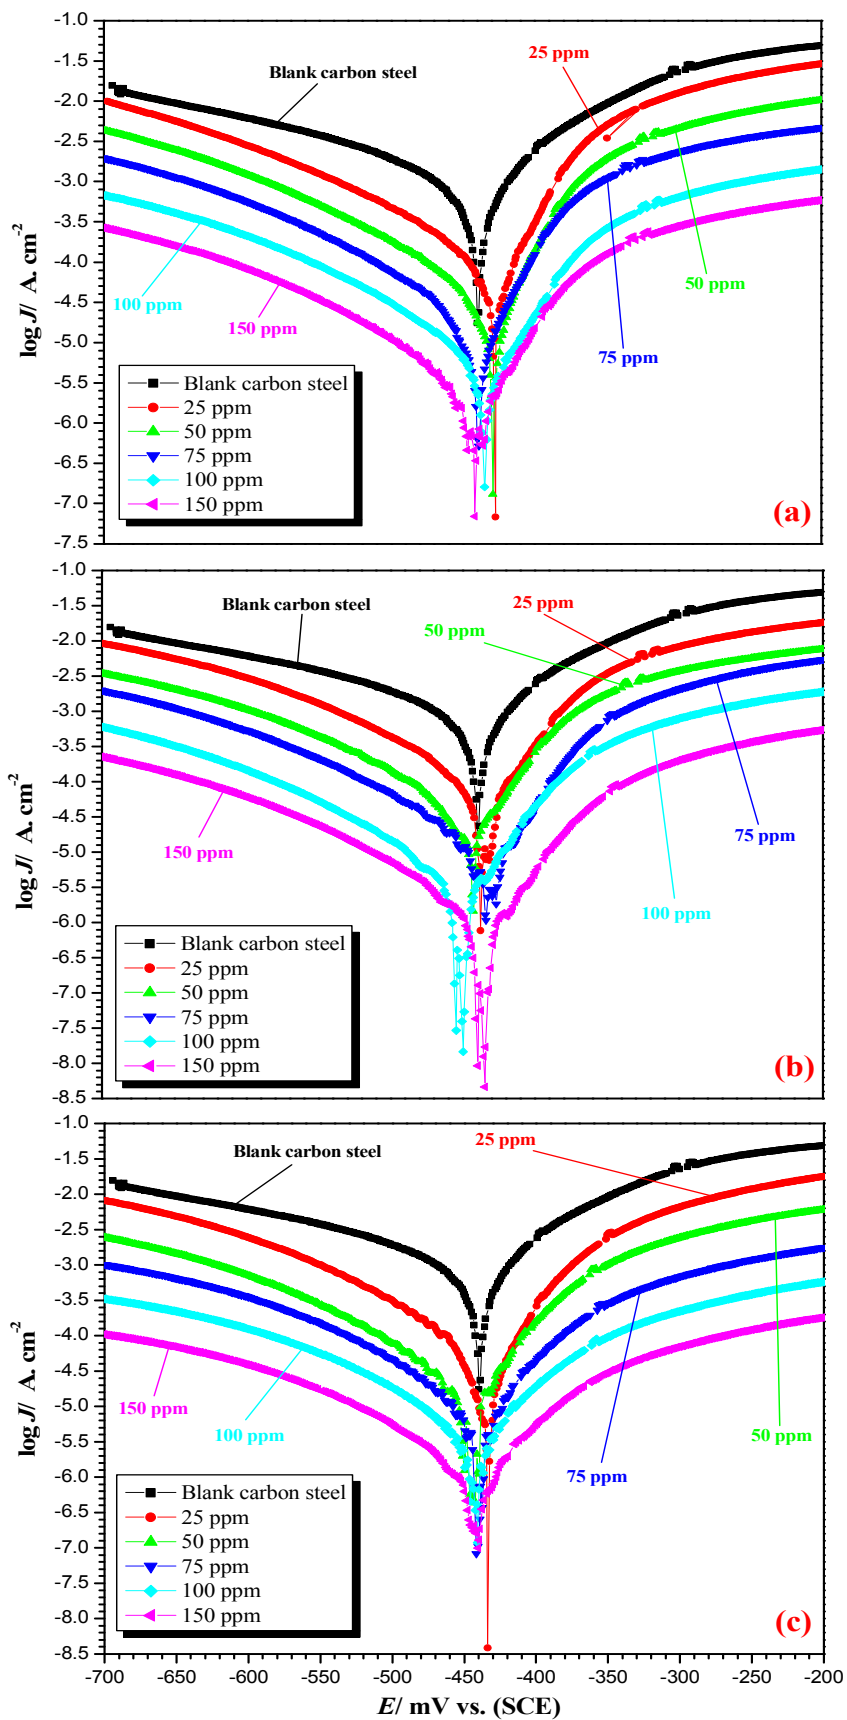 -1.0
-1.5
-2.0
-2.5
-3.0
-3.5
-4.0
-4.5
-5.0
-5.5
-6.0
-6.5
-7.0
-7.5
log J/ A. cm-2
Blank carbon steel
25 ppm
100 ppm
150 ppm
50 ppm
75 ppm
Blank carbon steel
25 ppm
50 ppm
75 ppm
100 ppm
150 ppm
(a)
-1.0
-1.5
-2.0
-2.5
-3.0
-3.5
-4.0
-4.5
-5.0
-5.5
-6.0
-6.5
-7.0
-7.5
-8.0
-8.5
log J/ A. cm-2
Blank carbon steel
25 ppm
50 ppm
75 ppm
150 ppm
100 ppm
Blank carbon steel
25 ppm
50 ppm
75 ppm
100 ppm
150 ppm
(b)
-1.0
-1.5
-2.0
-2.5
-3.0
-3.5
-4.0
-4.5
-5.0
-5.5
-6.0
-6.5
-7.0
-7.5
-8.0
-8.5
log J/ A. cm-2
25 ppm
Blank carbon steel
150 ppm
100 ppm
50 ppm
75 ppm
Blank carbon steel
25 ppm
50 ppm
75 ppm
100 ppm
150 ppm
(c)
-700 -650 -600 -550 -500 -450 -400 -350 -300 -250 -200
E/ mV vs. (SCE)